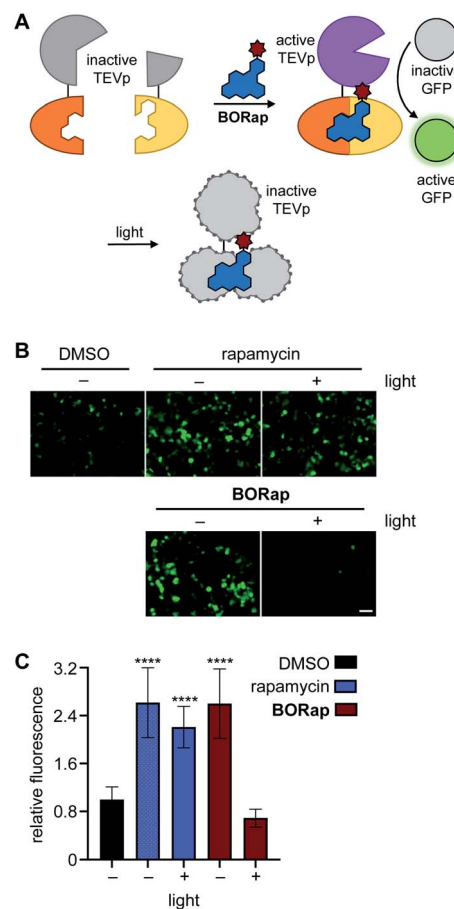 A
inactive
TEVp
BORap
active
TEVp
inactive
GFP
active
GFP
light
inactive
TEVp
B
DMSO rapamycin
– – + light
BORap
– + light
C
3.2
2.4
1.6
0.8
0
relative fluorescence
**** **** ****
DMSO
rapamycin
BORap
– – + – +
light